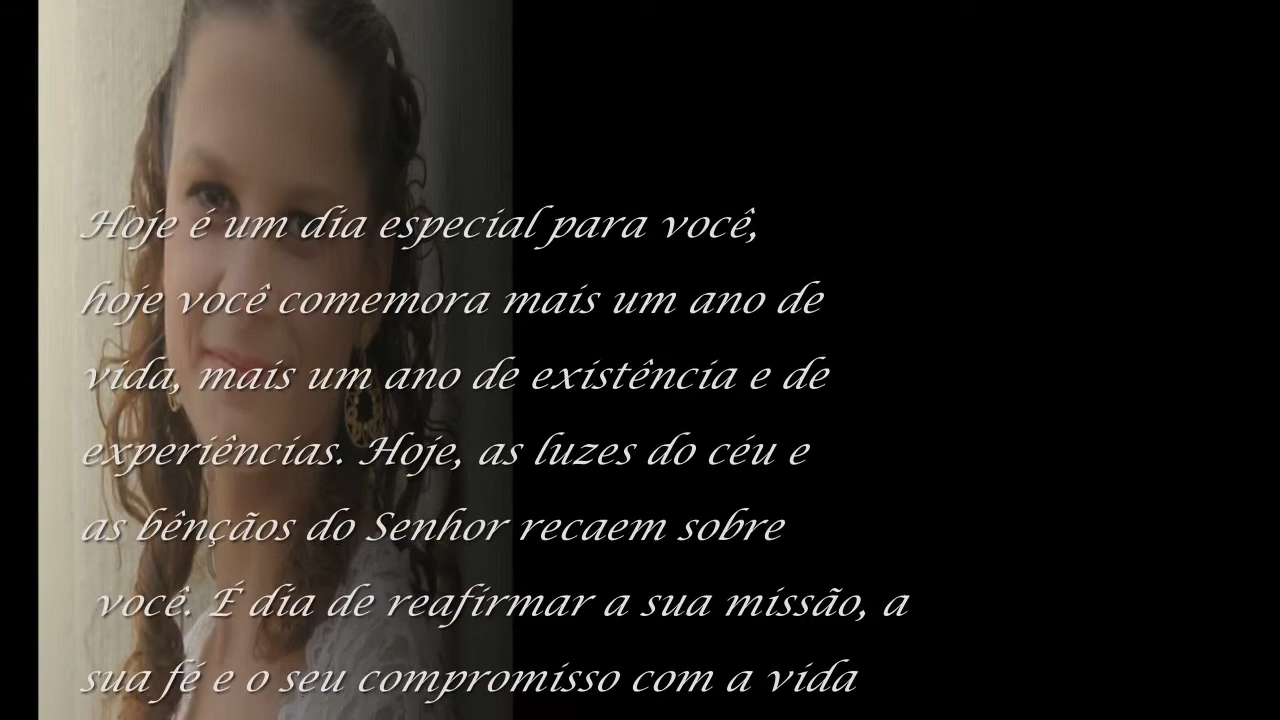 Hoje é um dia especial para você,
hoje você comemora mais um ano de
vida, mais um ano de existência e de
experiências. Hoje, as luzes do céu e
as bênçãos do Senhor recaem sobre
você. É dia de reafirmar a sua missão, a
sua fé e o seu compromisso com a vida